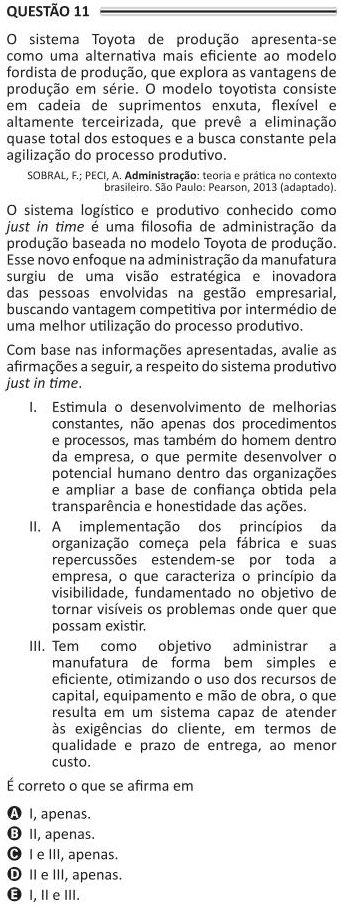 QUESTÃO 11
O sistema Toyota de produção apresenta-se
como uma alternativa mais eficiente ao modelo
fordista de produção, que explora as vantagens de
produção em série. O modelo toyotista consiste
em cadeia de suprimentos enxuta, flexível e
altamente terceirizada, que prevê a eliminação
quase total dos estoques e a busca constante pela
agilização do processo produtivo.
SOBRAL, F.; PECI, A. Administração: teoria e prática no contexto
brasileiro. São Paulo: Pearson, 2013 (adaptado).
O sistema logístico e produtivo conhecido como
just in time é uma filosofia de administração da
produção baseada no modelo Toyota de produção.
Esse novo enfoque na administração da manufatura
surgiu de uma visão estratégica e inovadora
das pessoas envolvidas na gestão empresarial,
buscando vantagem competitiva por intermédio de
uma melhor utilização do processo produtivo.
Com base nas informações apresentadas, avalie as
afirmações a seguir, a respeito do sistema produtivo
just in time.
I. Estimula o desenvolvimento de melhorias
constantes, não apenas dos procedimentos
e processos, mas também do homem dentro
da empresa, o que permite desenvolver o
potencial humano dentro das organizações
e ampliar a base de confiança obtida pela
transparência e honestidade das ações.
II. A implementação dos princípios da
organização começa pela fábrica e suas
repercussões estendem-se por toda a
empresa, o que caracteriza o princípio da
visibilidade, fundamentado no objetivo de
tornar visíveis os problemas onde quer que
possam existir.
III. Tem como objetivo administrar a
manufatura de forma bem simples e
eficiente, otimizando o uso dos recursos de
capital, equipamento e mão de obra, o que
resulta em um sistema capaz de atender
às exigências do cliente, em termos de
qualidade e prazo de entrega, ao menor
custo.
É correto o que se afirma em
A I, apenas.
B II, apenas.
C I e III, apenas.
D II e III, apenas.
E I, II e III.